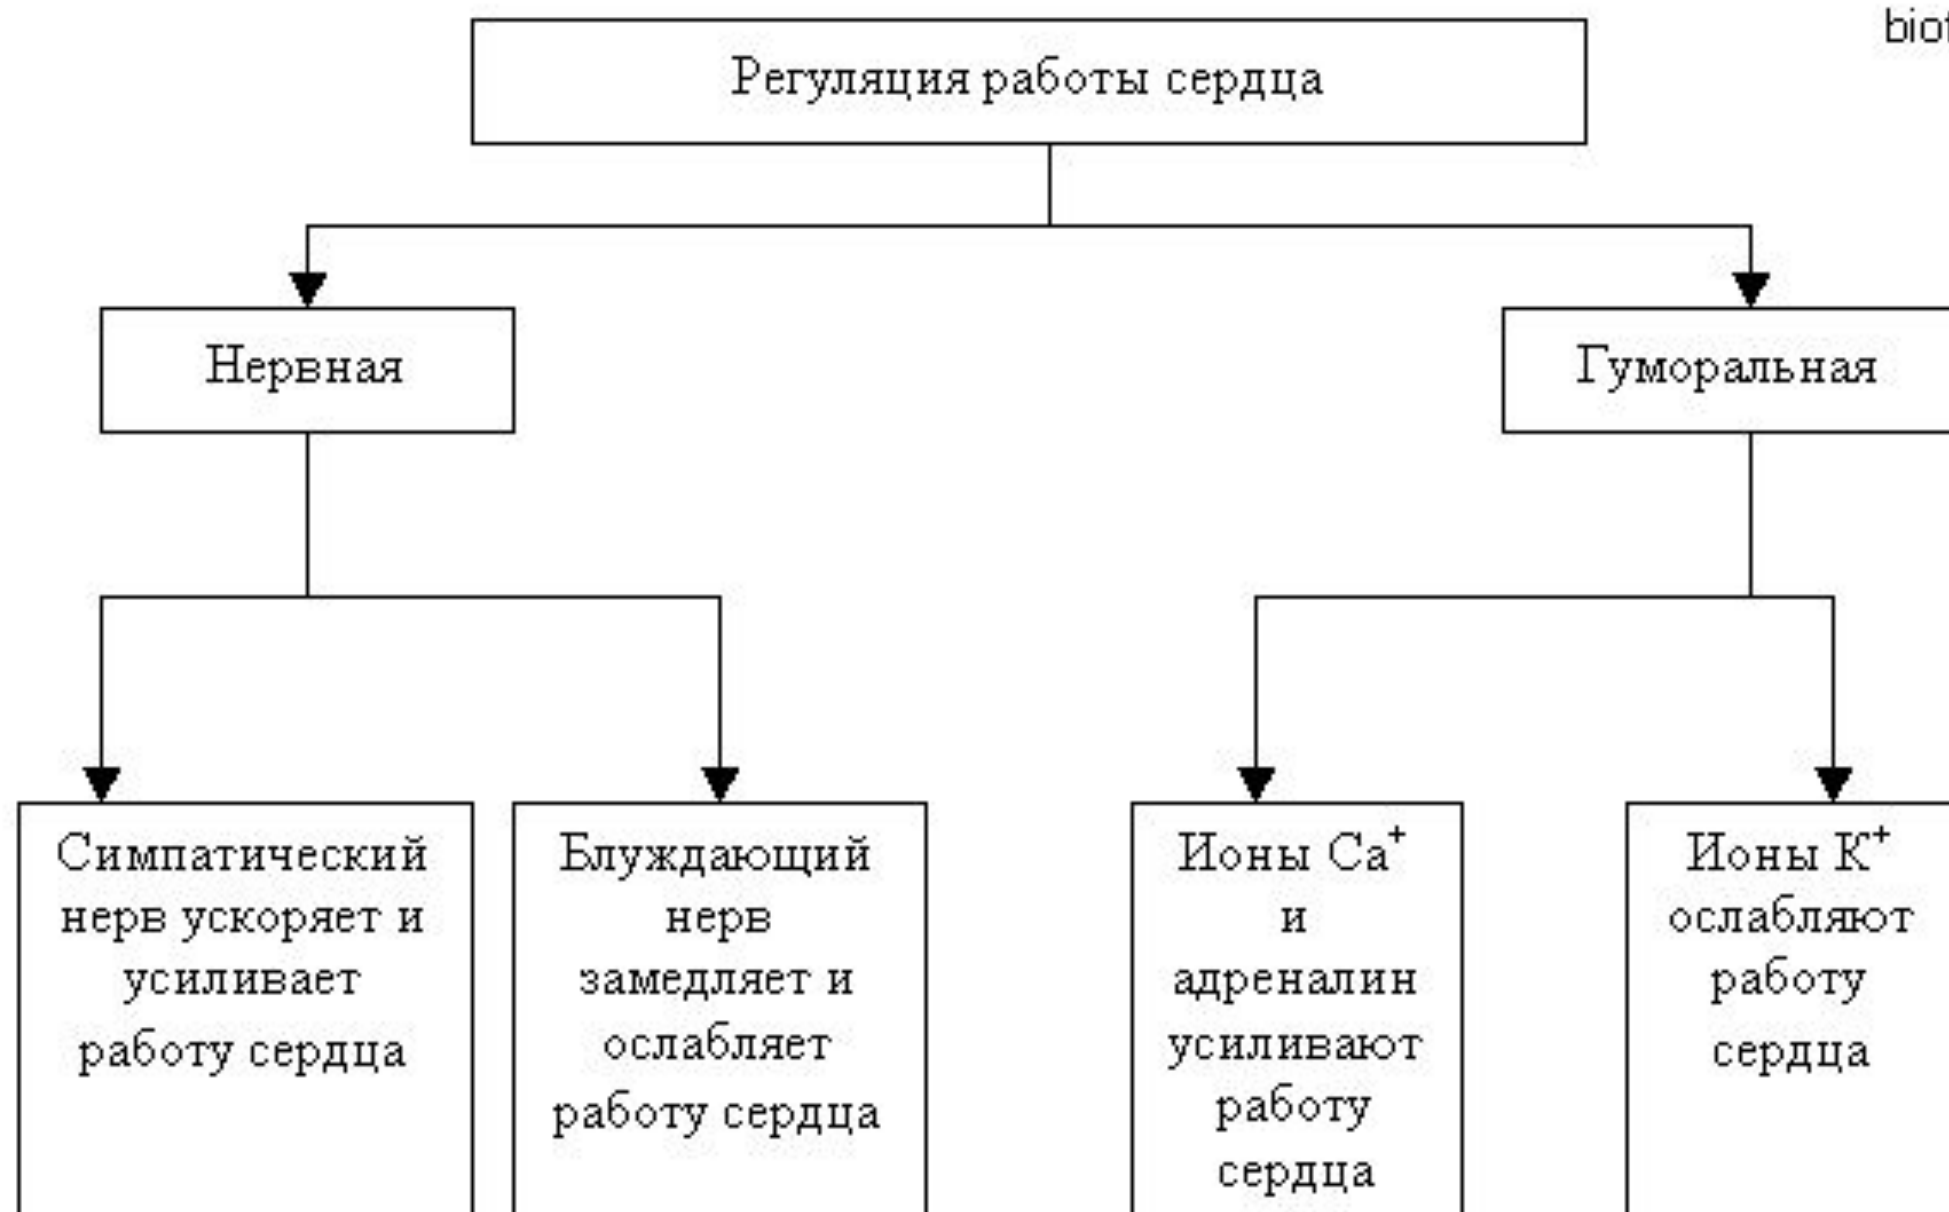 Регуляция работы сердца
Нервная
Гуморальная
Симпатический
нерв ускоряет и
усиливает
работу сердца
Блуждающий
нерв
замедляет и
ослабляет
работу сердца
Ионы Ca⁺
и
адреналин
усиливают
работу
сердца
Ионы К⁺
ослабляют
работу
сердца